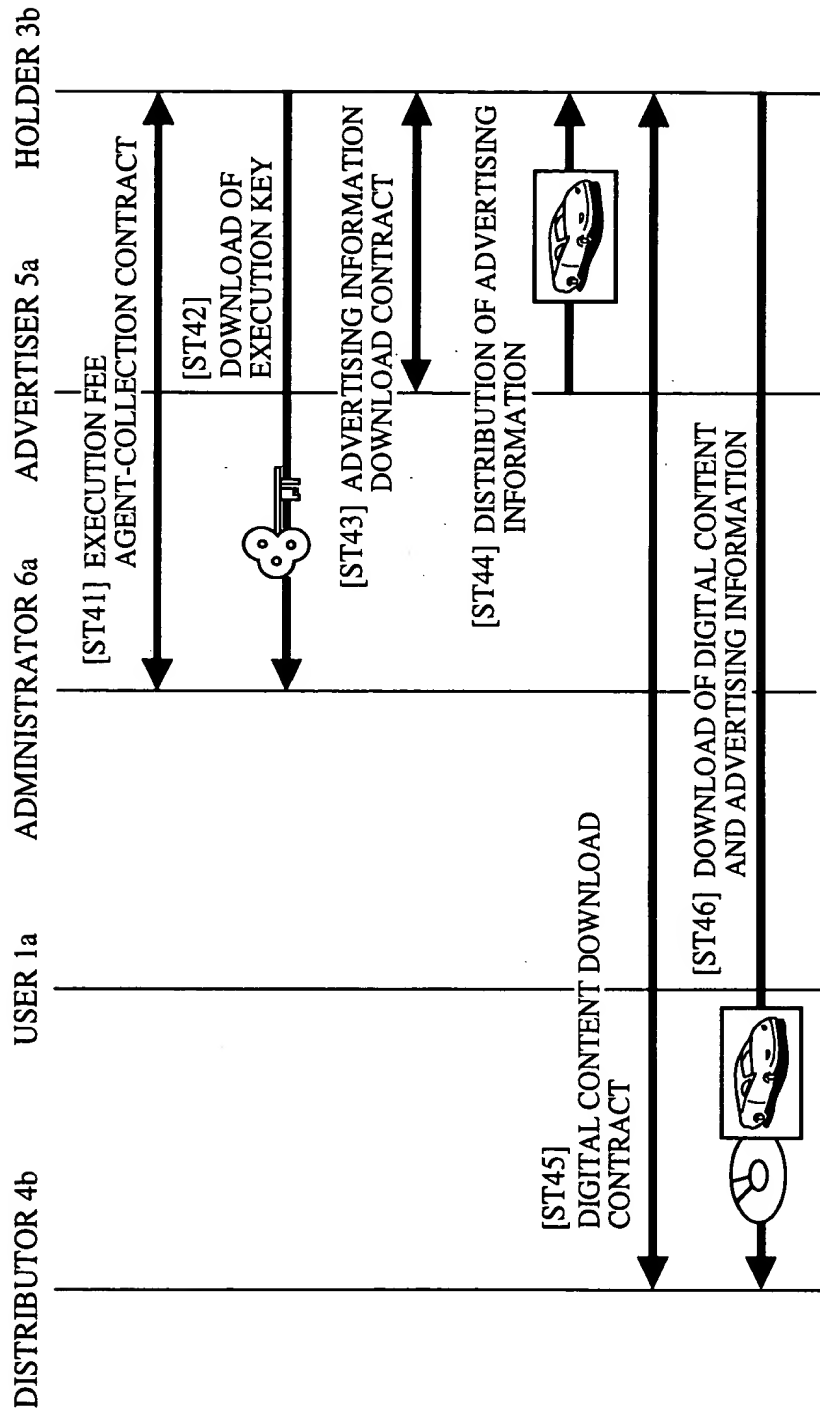 DISTRIBUTOR 4b
USER 1a
ADMINISTRATOR 6a
ADVERTISER 5a
HOLDER 3b
[ST41] EXECUTION FEE
AGENT-COLLECTION CONTRACT
[ST42]
DOWNLOAD OF
EXECUTION KEY
[ST43] ADVERTISING INFORMATION
DOWNLOAD CONTRACT
[ST44] DISTRIBUTION OF ADVERTISING
INFORMATION
[ST45]
DIGITAL CONTENT DOWNLOAD
CONTRACT
[ST46] DOWNLOAD OF DIGITAL CONTENT
AND ADVERTISING INFORMATION